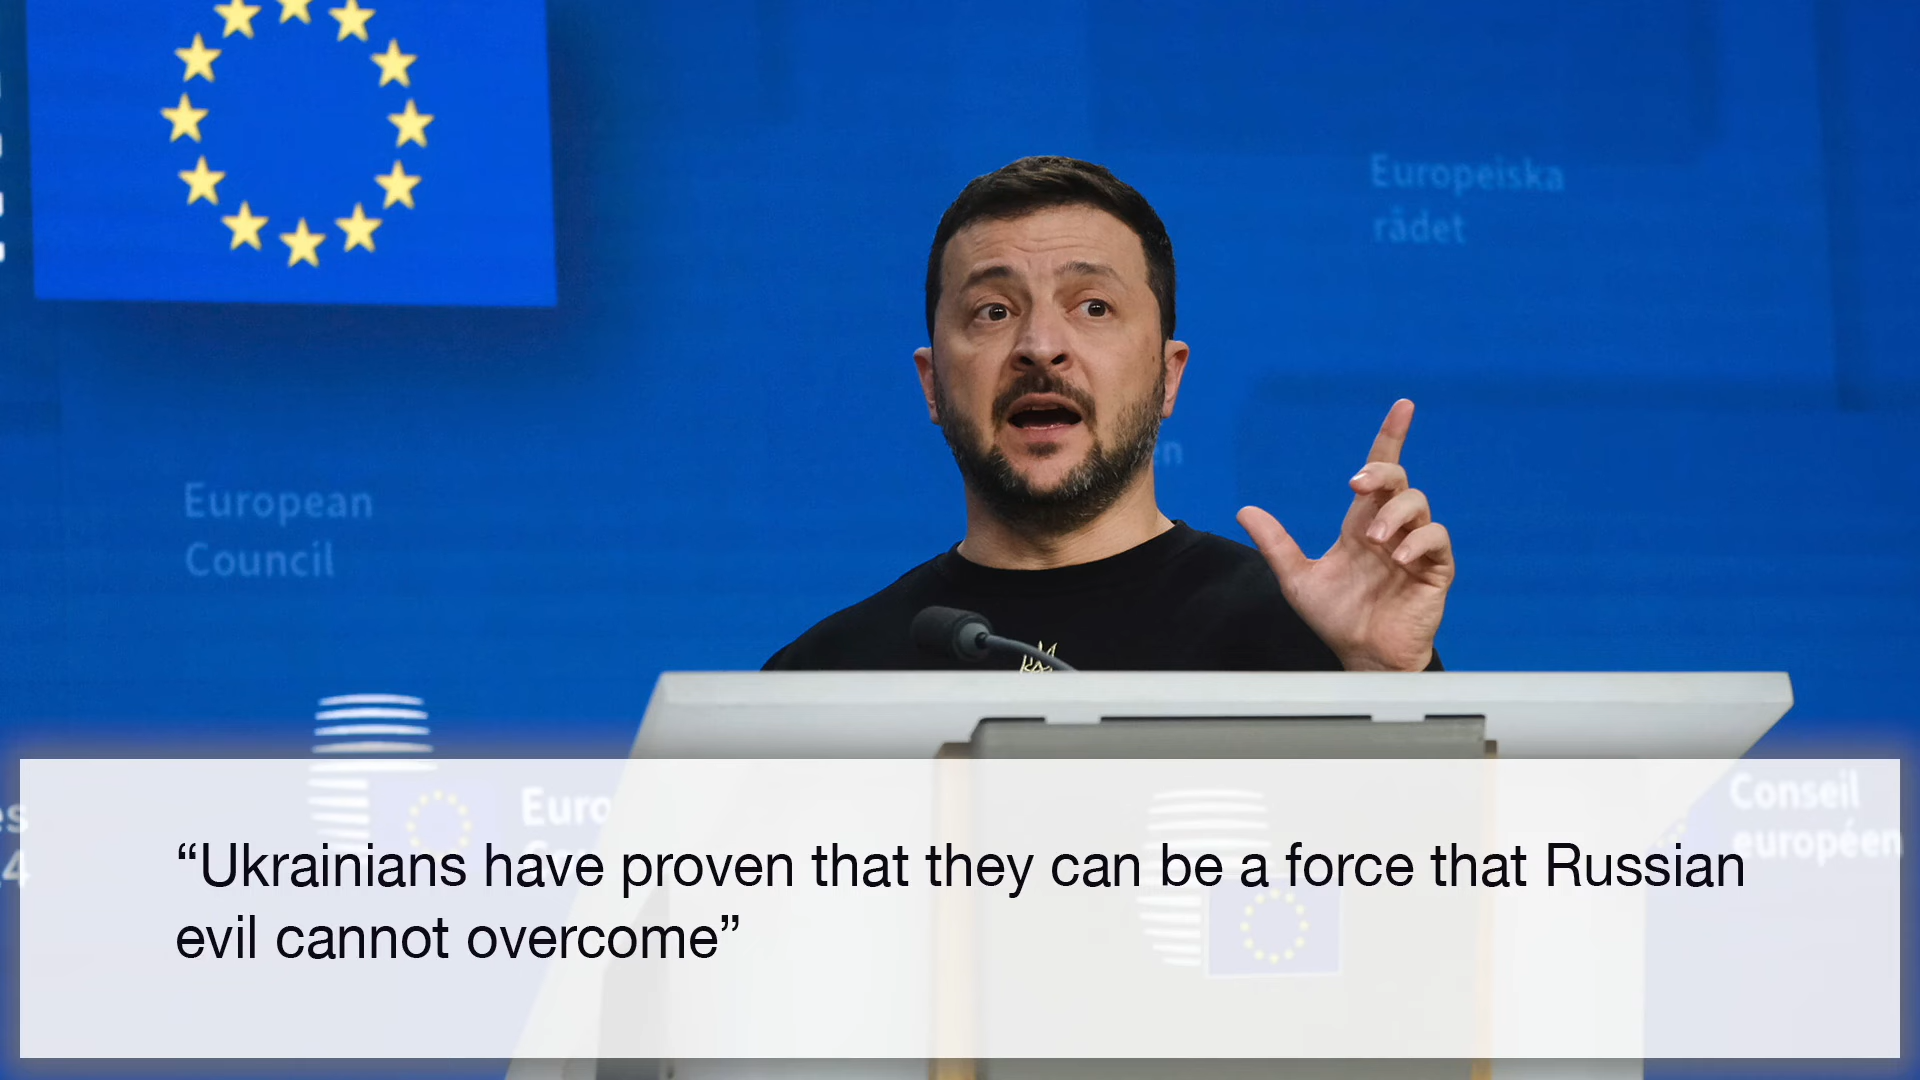 Europeiska
rådet
European
Council
Euro
Conseil
européen
“Ukrainians have proven that they can be a force that Russian
evil cannot overcome”